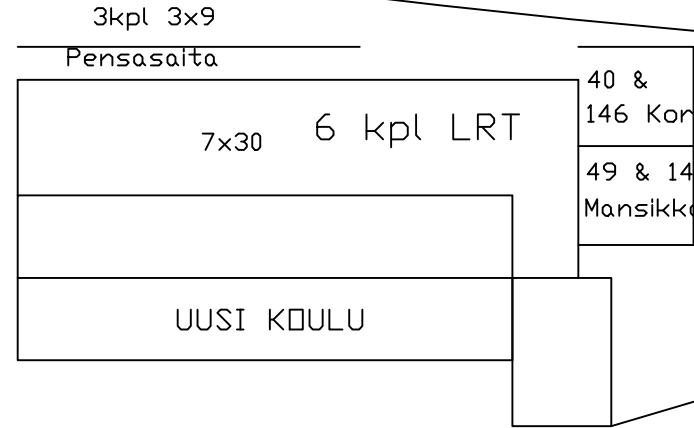 3kpl 3x9
Pensasaita
6 kpl LRT
7x30
40 &
146
49 &
UUSI KOULU